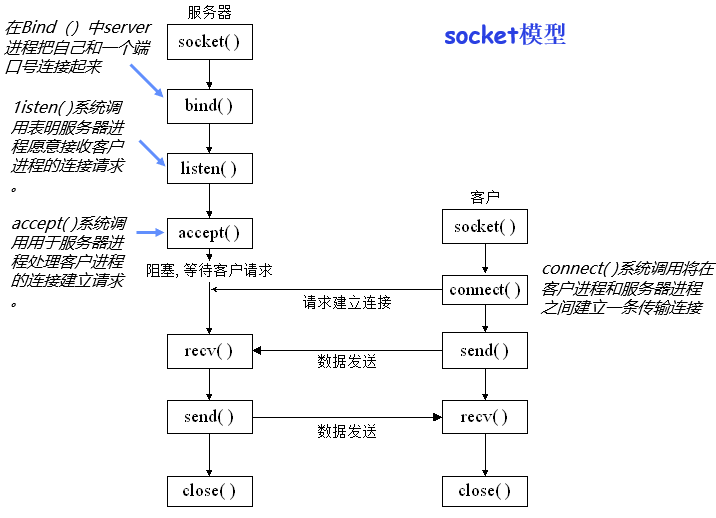 socket模型
服务器
在Bind（）中server
进程把自己和一个端
口号连接起来
socket( )
bind( )
1isten( )系统调
用表明服务器进
程愿意接收客户
进程的连接请求
。
listen( )
accept( )系统调
用用于服务器进
程处理客户进程
的连接建立请求
。
accept( )
阻塞, 等待客户请求
客户
socket( )
connect( )
connect( )系统调用将在
客户进程和服务器进程
之间建立一条传输连接
请求建立连接
recv( )
send( )
数据发送
send( )
recv( )
数据发送
close( )
close( )